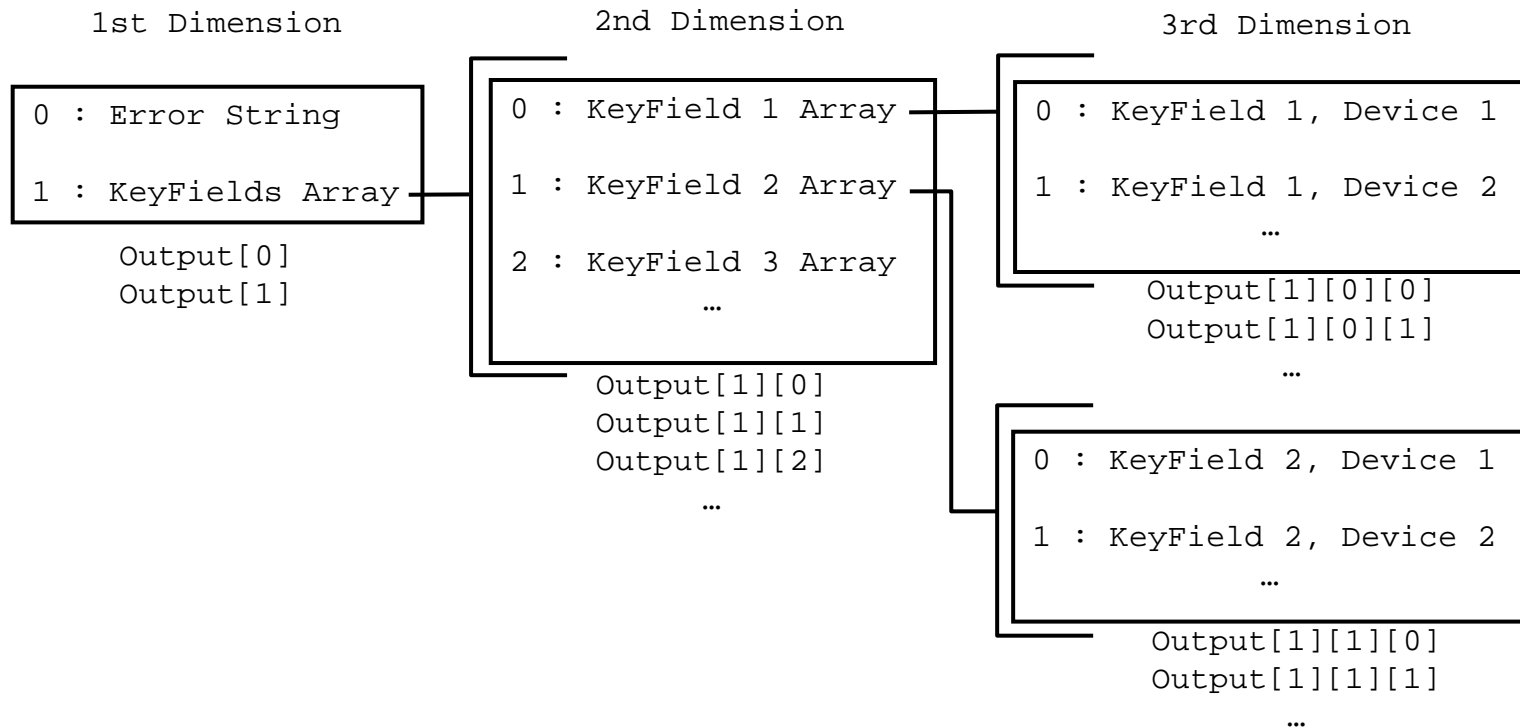 1st Dimension
0 : Error String
1 : KeyFields Array
Output[0]
Output[1]
2nd Dimension
0 : KeyField 1 Array
1 : KeyField 2 Array
2 : KeyField 3 Array
…
Output[1][0]
Output[1][1]
Output[1][2]
…
3rd Dimension
0 : KeyField 1, Device 1
1 : KeyField 1, Device 2
…
Output[1][0][0]
Output[1][0][1]
…
0 : KeyField 2, Device 1
1 : KeyField 2, Device 2
…
Output[1][1][0]
Output[1][1][1]
…